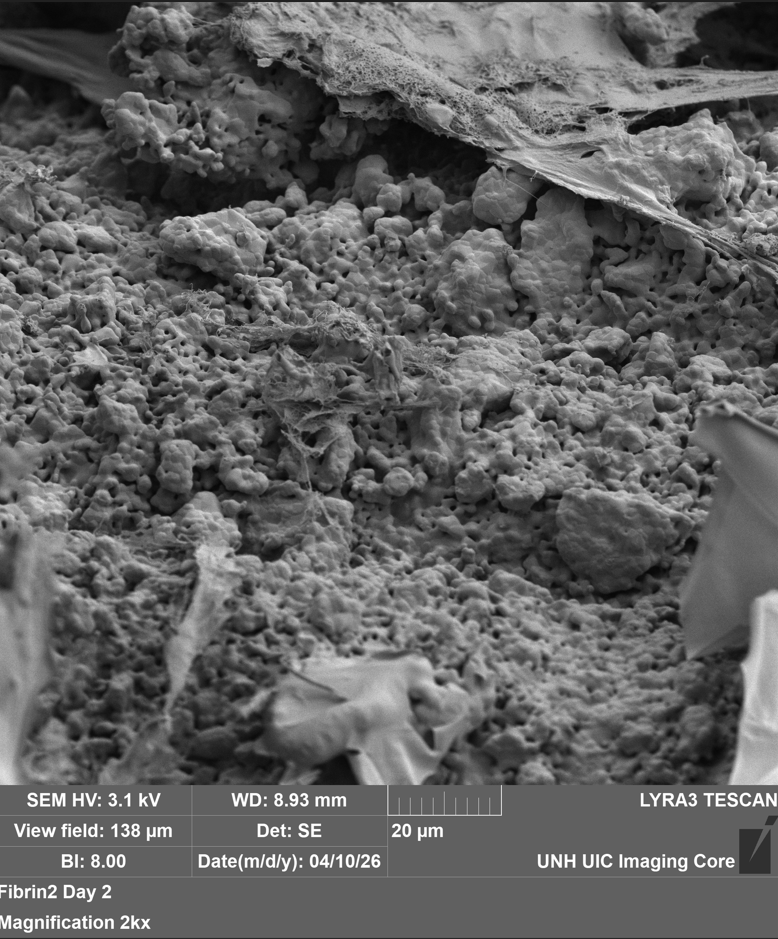 SEM HV: 3.1 kV
WD: 8.93 mm
LYRA3 TESCAN
View field: 138 µm
Det: SE
20 µm
BI: 8.00
Date(m/d/y): 04/10/26
UNH UIC Imaging Core
Fibrin2 Day 2
Magnification 2kx